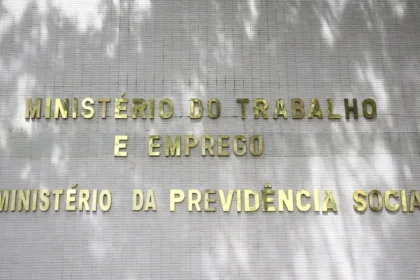 MINISTÉRIO DO TRABALHO
E EMPREGO
MINISTÉRIO DA PREVIDÊNCIA SOCIA